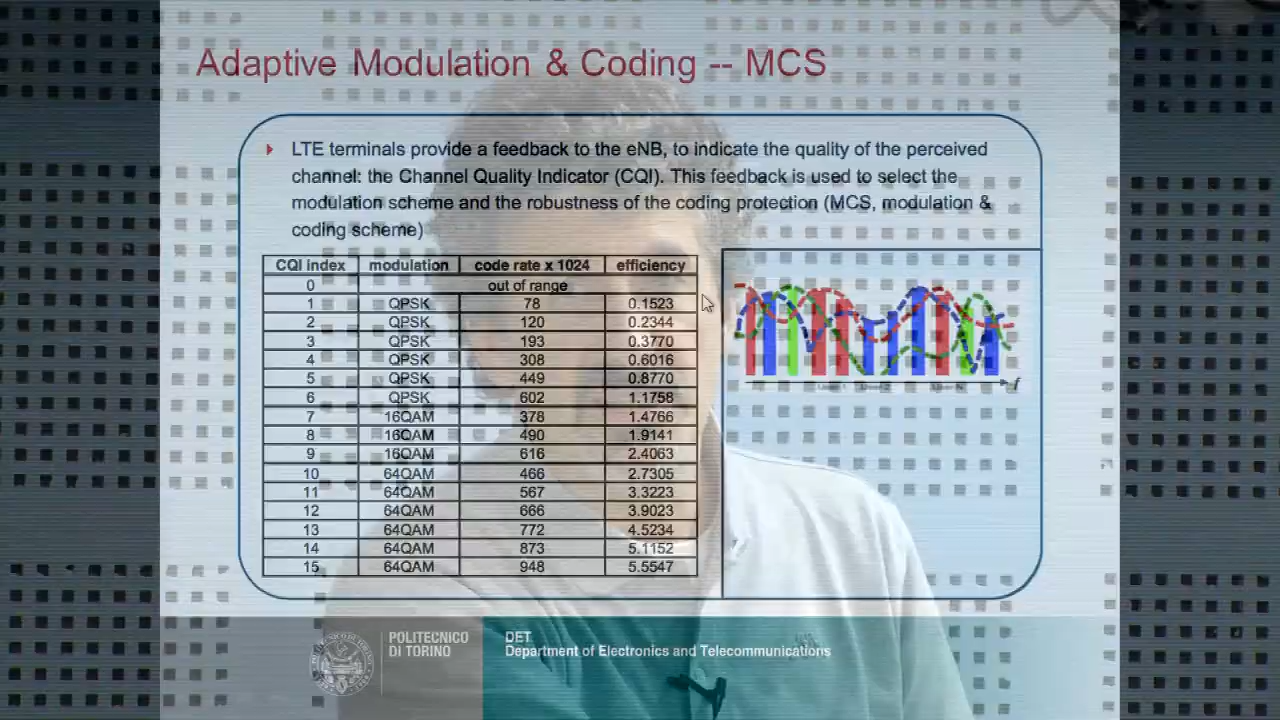 Adaptive Modulation & Coding -- MCS
LTE terminals provide a feedback to the eNB, to indicate the quality of the perceived
channel: the Channel Quality Indicator (CQI). This feedback is used to select the
modulation scheme and the robustness of the coding protection (MCS, modulation &
coding scheme)
CQI index modulation code rate x 1024 efficiency
0 out of range
1 QPSK 78 0.1523
2 QPSK 120 0.2344
3 QPSK 193 0.3770
4 QPSK 308 0.6016
5 QPSK 449 0.8770
6 QPSK 602 1.1758
7 16QAM 378 1.4766
8 16QAM 490 1.9141
9 16QAM 616 2.4063
10 64QAM 466 2.7305
11 64QAM 567 3.3223
12 64QAM 666 3.9023
13 64QAM 772 4.5234
14 64QAM 873 5.1152
15 64QAM 948 5.5547
f
POLITECNICO
DI TORINO
DET
Department of Electronics and Telecommunications